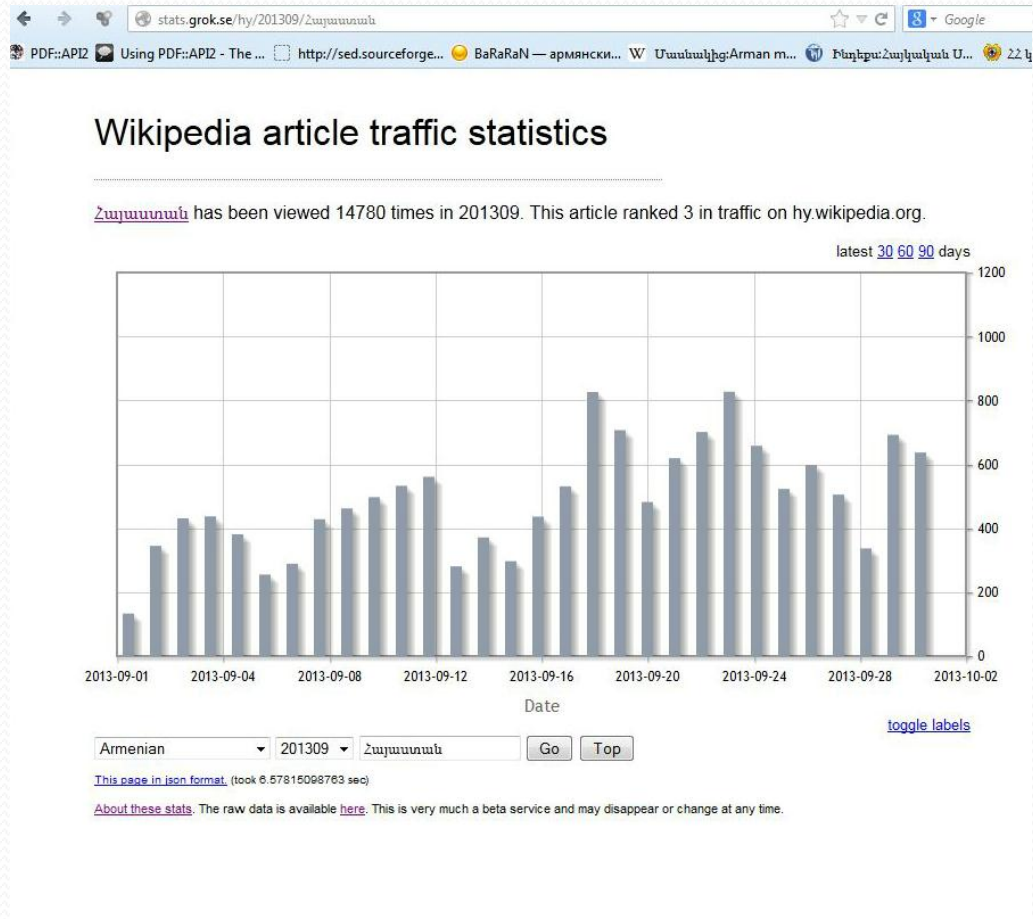 stats.grok.se/hy/201309/Հայաստան Google
PDF::API2 Using PDF::API2 - The ... http://sed.sourceforge... BaRaRaN — армянски... Մասնակից:Arman m... Ինդեքս:Հայկական Ս... ՀՀ
Wikipedia article traffic statistics
Հայաստան has been viewed 14780 times in 201309. This article ranked 3 in traffic on hy.wikipedia.org.
latest 30 60 90 days
1200
1000
800
600
400
200
0
2013-09-01 2013-09-04 2013-09-08 2013-09-12 2013-09-16 2013-09-20 2013-09-24 2013-09-28 2013-10-02
Date
toggle labels
Armenian 201309 Հայաստան Go Top
This page in json format. (took 6.57815098763 sec)
About these stats. The raw data is available here. This is very much a beta service and may disappear or change at any time.